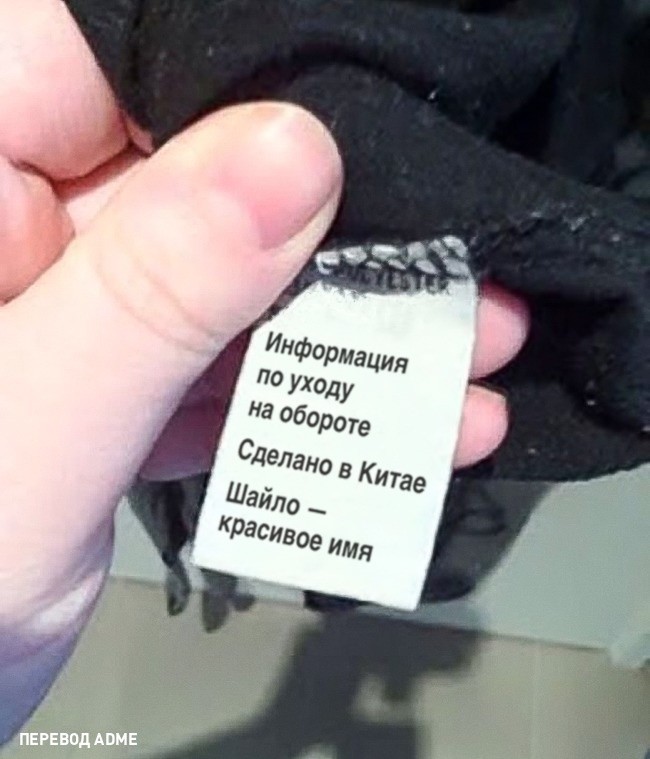 Информация
по уходу
на обороте
Сделано в Китае
Шайло –
красивое имя
ПЕРЕВОД ADME